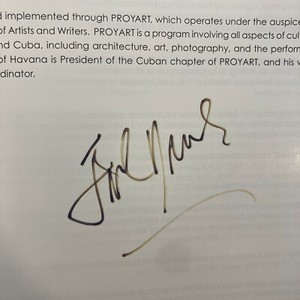 d implemented through PROYART, which operates under the auspice
of Artists and Writers. PROYART is a program involving all aspects of cul
nd Cuba, including architecture, art, photography, and the perform
of Havana is President of the Cuban chapter of PROYART, and his w
rdinator.